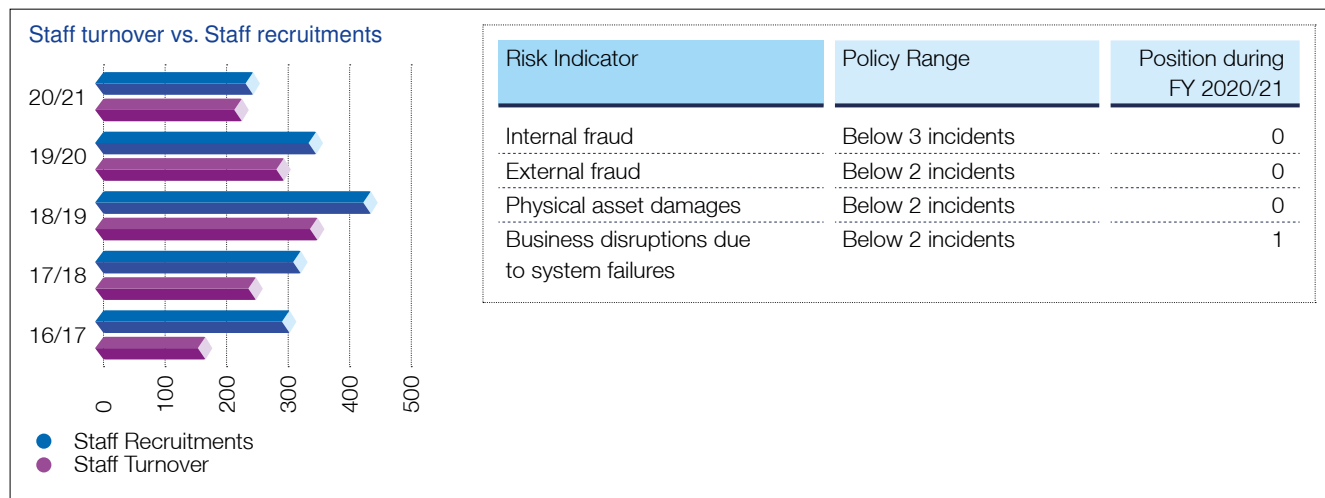 Staff turnover vs. Staff recruitments
20/21
19/20
18/19
17/18
16/17
0
100
200
300
400
500
Staff Recruitments
Staff Turnover
Risk Indicator Policy Range Position during
FY 2020/21
Internal fraud Below 3 incidents 0
External fraud Below 2 incidents 0
Physical asset damages Below 2 incidents 0
Business disruptions due Below 2 incidents 1
to system failures